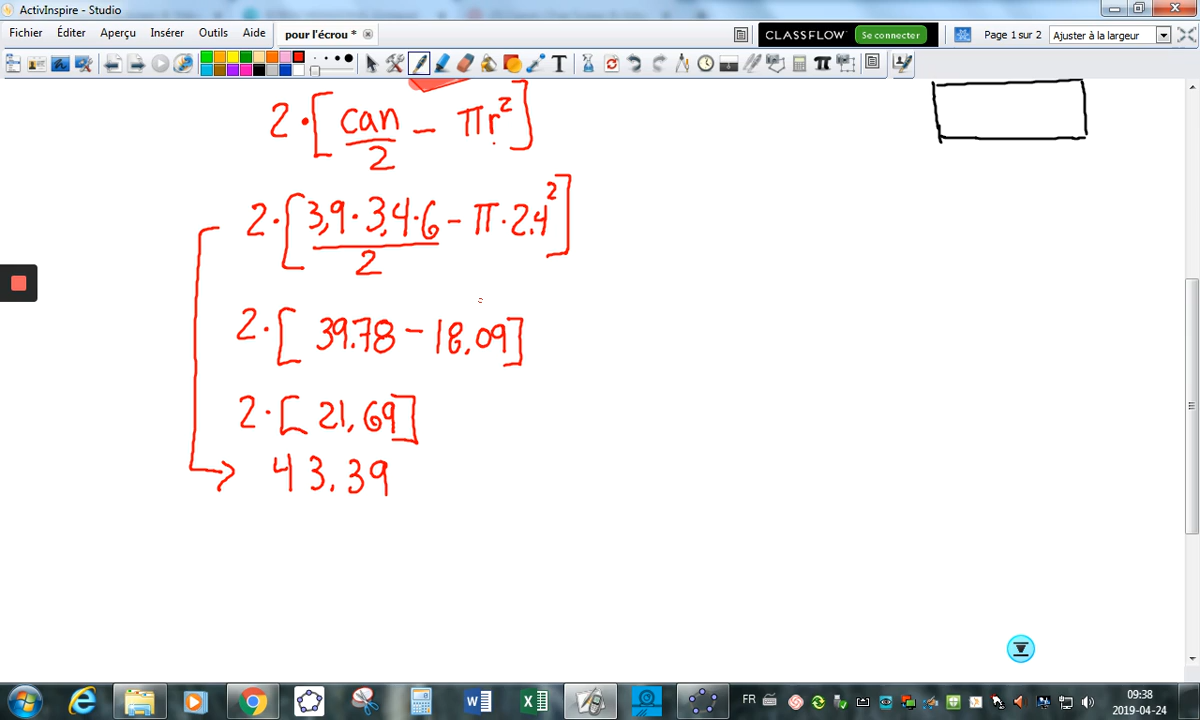 ActivInspire - Studio
Fichier Éditer Aperçu Insérer Outils Aide pour l'écrou * CLASSFLOW Se connecter Page 1 sur 2 Ajuster à la largeur
2·[can/2 - πr²]
2·[3,9·3,4·6/2 - π·2.4²]
2·[39.78 - 18,09]
2·[21,69]
43.39
FR 09:38
2019-04-24